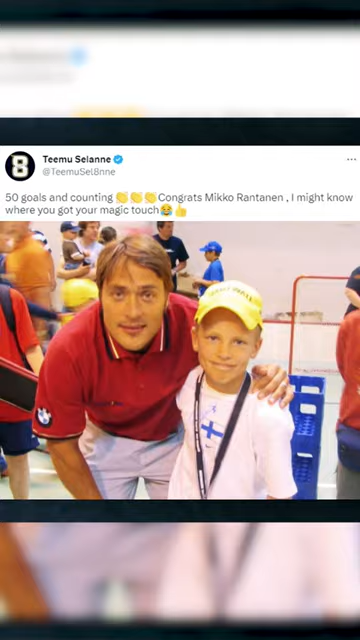 8
Teemu Selanne
@TeemuSel8nne
50 goals and counting 👏👏👏Congrats Mikko Rantanen , I might know
where you got your magic touch😂👍